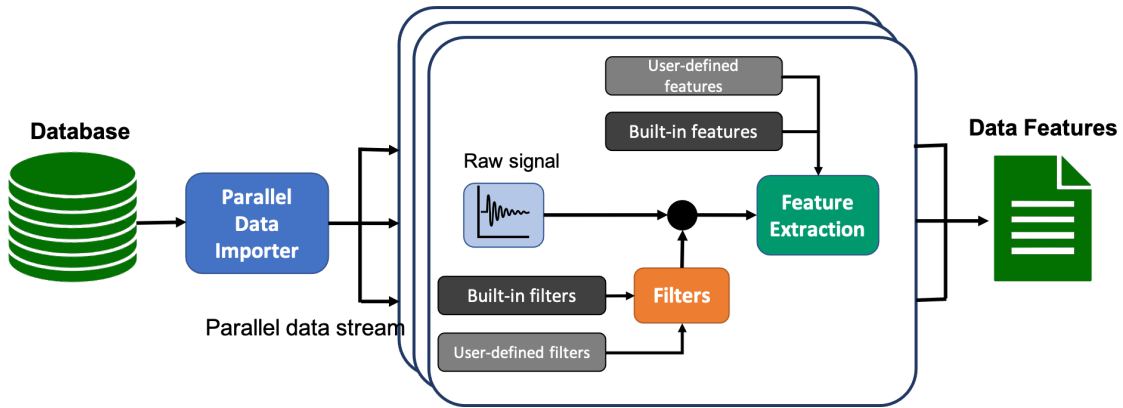 Database
Parallel
Data
Importer
Parallel data stream
User-defined
features
Built-in features
Raw signal
Feature
Extraction
Built-in filters
Filters
User-defined filters
Data Features